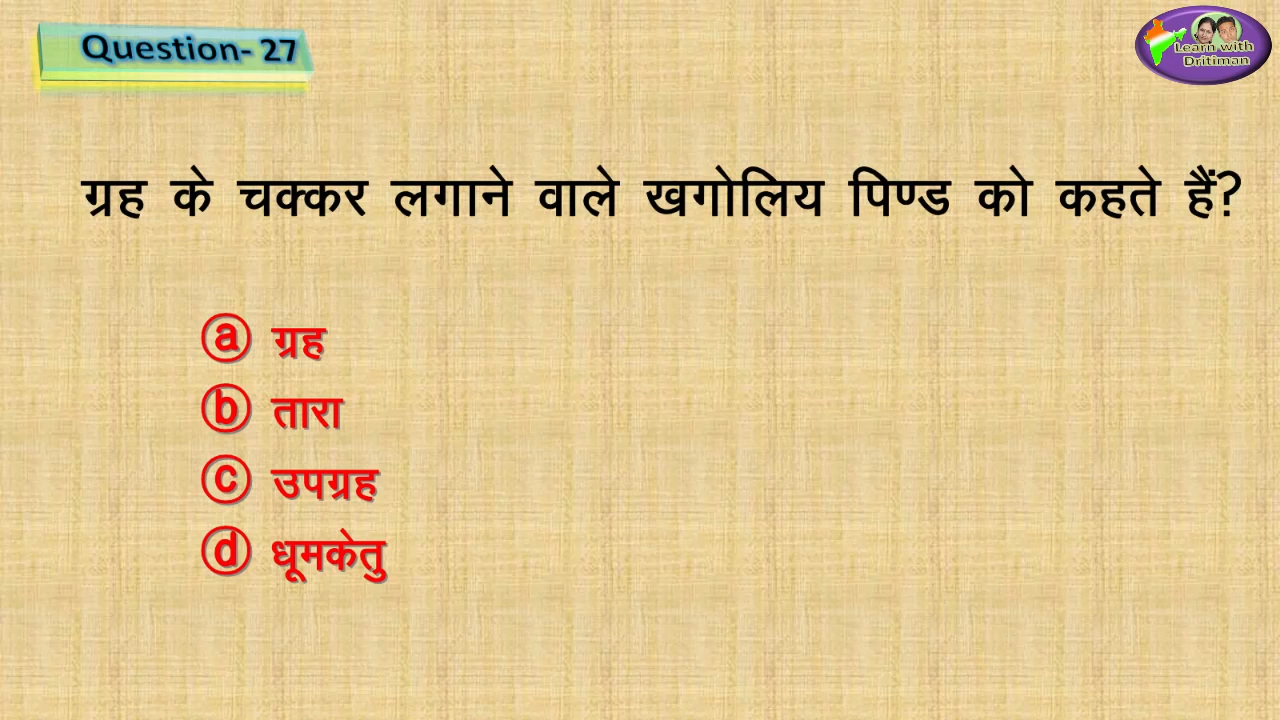 Question- 27
Learn with
Dritiman
ग्रह के चक्कर लगाने वाले खगोलिय पिण्ड को कहते हैं?
ⓐ ग्रह
ⓑ तारा
ⓒ उपग्रह
ⓓ धूमकेतु